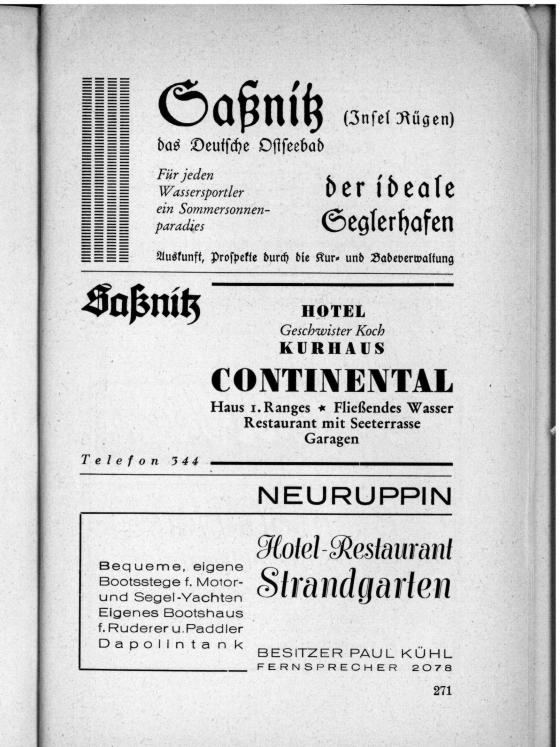 Saßnitz (Insel Rügen)
das Deutsche Ostseebad
Für jeden
Wassersportler
ein Sommersonnen-
paradies
der ideale
Seglerhafen
Auskunft, Prospekte durch die Kur- und Badeverwaltung
Saßnitz
HOTEL
Geschwister Koch
KURHAUS
CONTINENTAL
Haus 1. Ranges ★ Fließendes Wasser
Restaurant mit Seeterrasse
Garagen
Telefon 344
NEURUPPIN
Bequeme, eigene
Bootsstege f. Motor-
und Segel-Yachten
Eigenes Bootshaus
f. Ruderer u. Paddler
Dapolintank
Hotel-Restaurant
Strandgarten
BESITZER PAUL KÜHL
FERNSPRECHER 2078
271